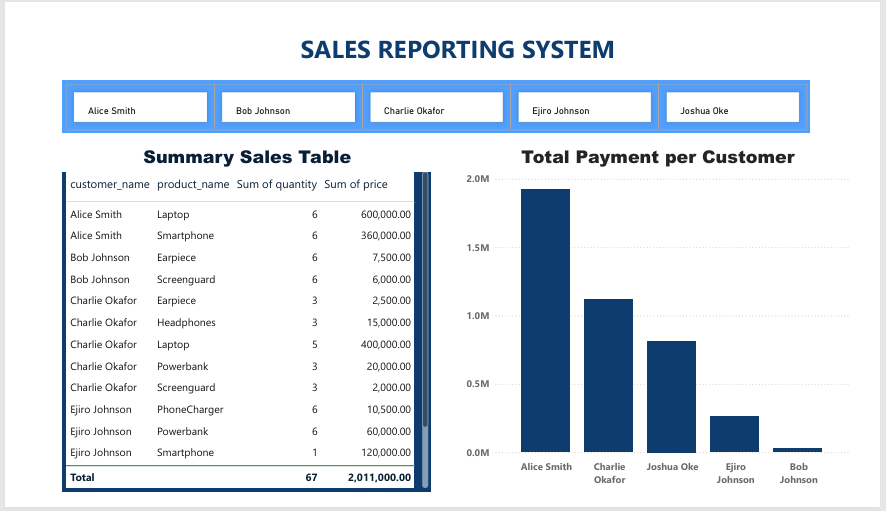 SALES REPORTING SYSTEM
Alice Smith Bob Johnson Charlie Okafor Ejiro Johnson Joshua Oke
Summary Sales Table
customer_name product_name Sum of quantity Sum of price
Alice Smith Laptop 6 600,000.00
Alice Smith Smartphone 6 360,000.00
Bob Johnson Earpiece 6 7,500.00
Bob Johnson Screenguard 6 6,000.00
Charlie Okafor Earpiece 3 2,500.00
Charlie Okafor Headphones 3 15,000.00
Charlie Okafor Laptop 5 400,000.00
Charlie Okafor Powerbank 3 20,000.00
Charlie Okafor Screenguard 3 2,000.00
Ejiro Johnson PhoneCharger 6 10,500.00
Ejiro Johnson Powerbank 6 60,000.00
Ejiro Johnson Smartphone 1 120,000.00
Total 67 2,011,000.00
Total Payment per Customer
2.0M
1.5M
1.0M
0.5M
0.0M
Alice Smith Charlie Joshua Oke Ejiro Bob
Okafor Johnson Johnson